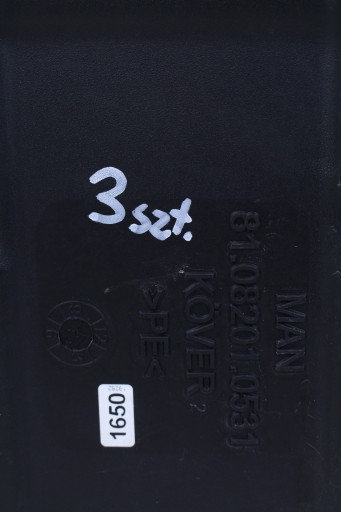 3 szt.
MAN
81.08201.0531
KÖVER
>PE<
1650